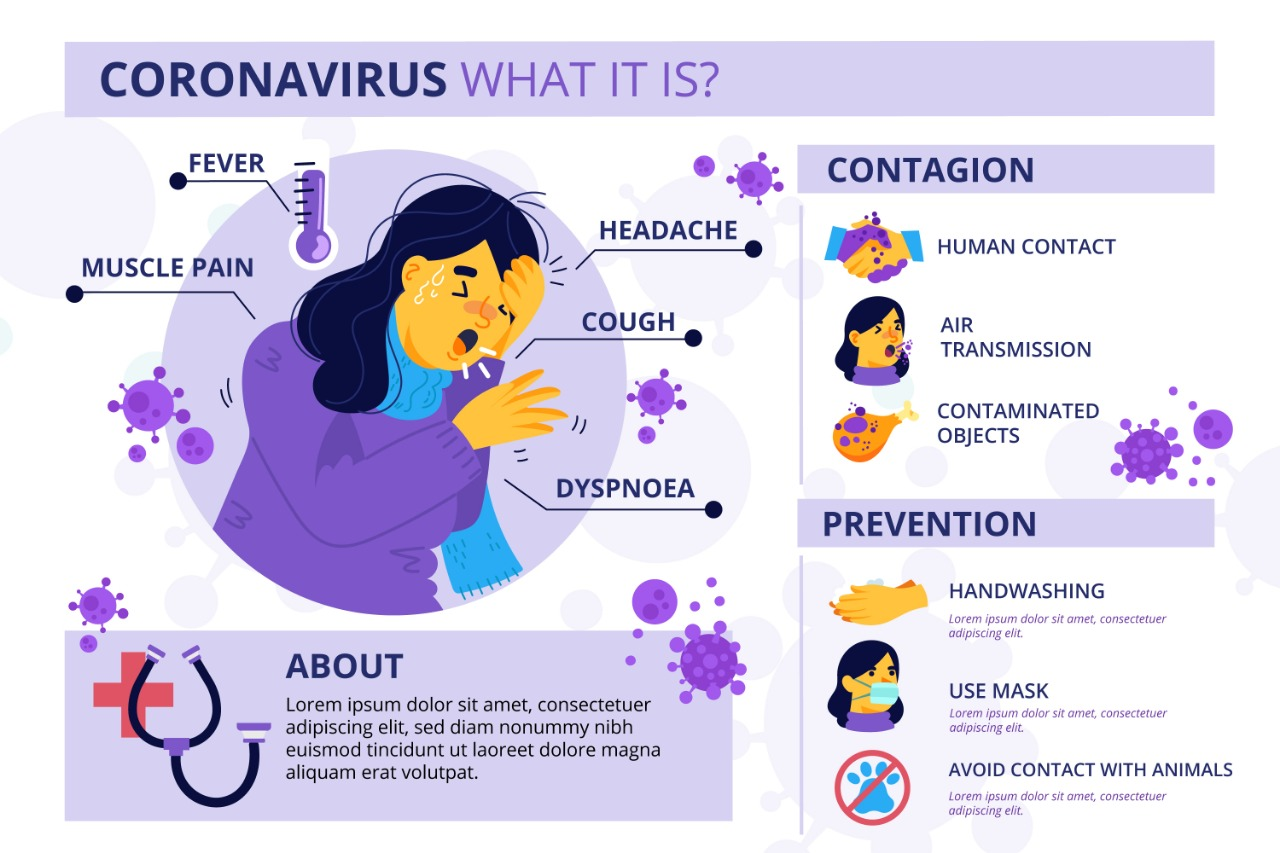 CORONAVIRUS WHAT IT IS?
FEVER
MUSCLE PAIN
HEADACHE
COUGH
DYSPNOEA
ABOUT
Lorem ipsum dolor sit amet, consectetuer
adipiscing elit, sed diam nonummy nibh
euismod tincidunt ut laoreet dolore magna
aliquam erat volutpat.
CONTAGION
HUMAN CONTACT
AIR
TRANSMISSION
CONTAMINATED
OBJECTS
PREVENTION
HANDWASHING
Lorem ipsum dolor sit amet, consectetuer
adipiscing elit.
USE MASK
Lorem ipsum dolor sit amet, consectetuer
adipiscing elit.
AVOID CONTACT WITH ANIMALS
Lorem ipsum dolor sit amet, consectetuer
adipiscing elit.